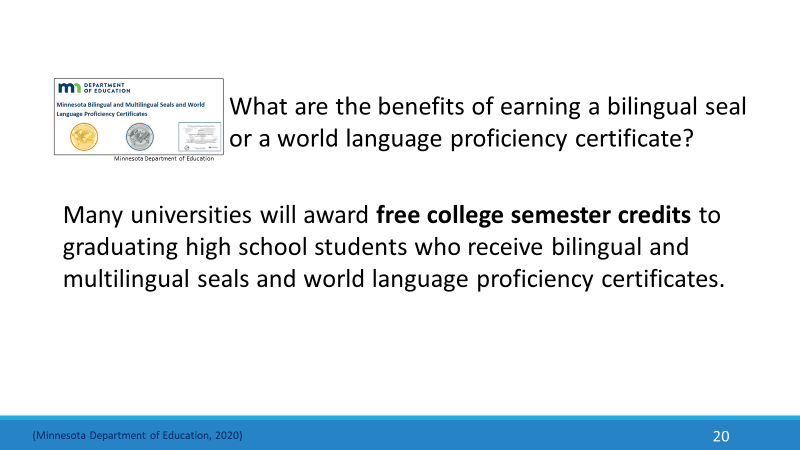 DEPARTMENT
OF EDUCATION
Minnesota Bilingual and Multilingual Seals and World
Language Proficiency Certificates
Minnesota Department of Education
What are the benefits of earning a bilingual seal
or a world language proficiency certificate?
Many universities will award free college semester credits to
graduating high school students who receive bilingual and
multilingual seals and world language proficiency certificates.
(Minnesota Department of Education, 2020)
20